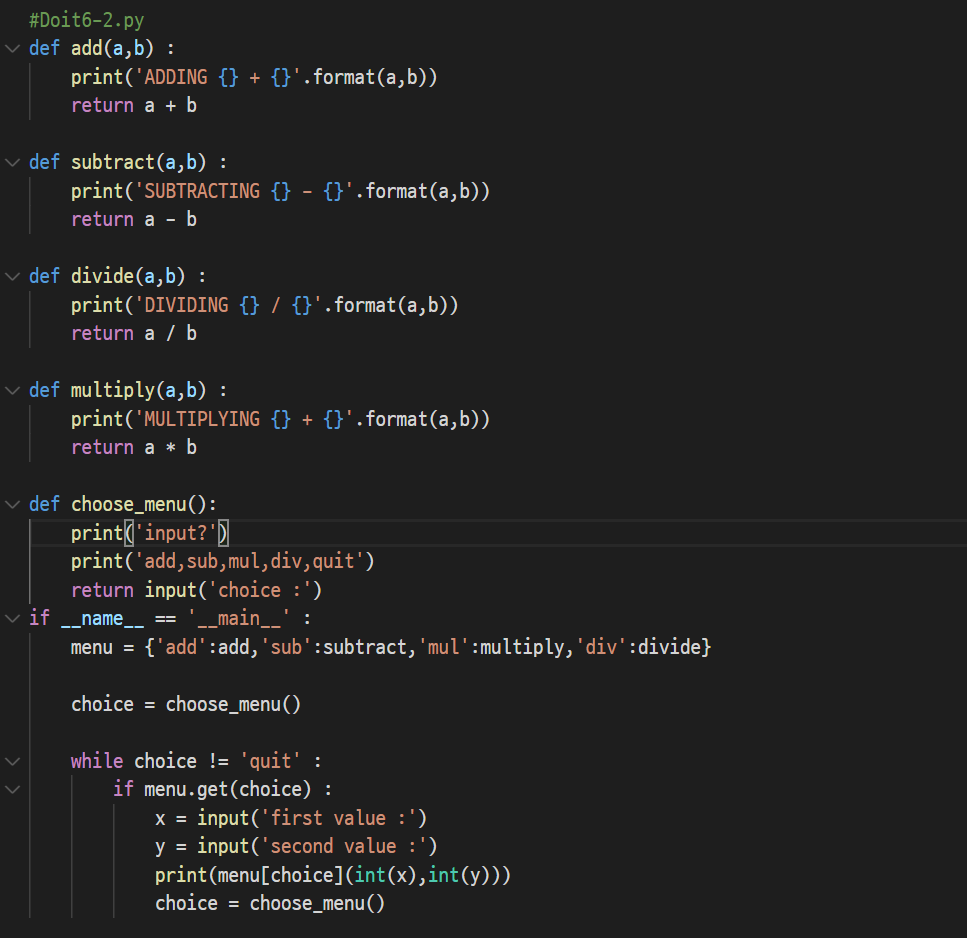 #Doit6-2.py
def add(a,b) :
    print('ADDING {} + {}'.format(a,b))
    return a + b

def subtract(a,b) :
    print('SUBTRACTING {} - {}'.format(a,b))
    return a - b

def divide(a,b) :
    print('DIVIDING {} / {}'.format(a,b))
    return a / b

def multiply(a,b) :
    print('MULTIPLYING {} + {}'.format(a,b))
    return a * b

def choose_menu():
    print('input?')
    print('add,sub,mul,div,quit')
    return input('choice :')
if __name__ == '__main__' :
    menu = {'add':add,'sub':subtract,'mul':multiply,'div':divide}

    choice = choose_menu()

    while choice != 'quit' :
        if menu.get(choice) :
            x = input('first value :')
            y = input('second value :')
            print(menu[choice](int(x),int(y)))
            choice = choose_menu()